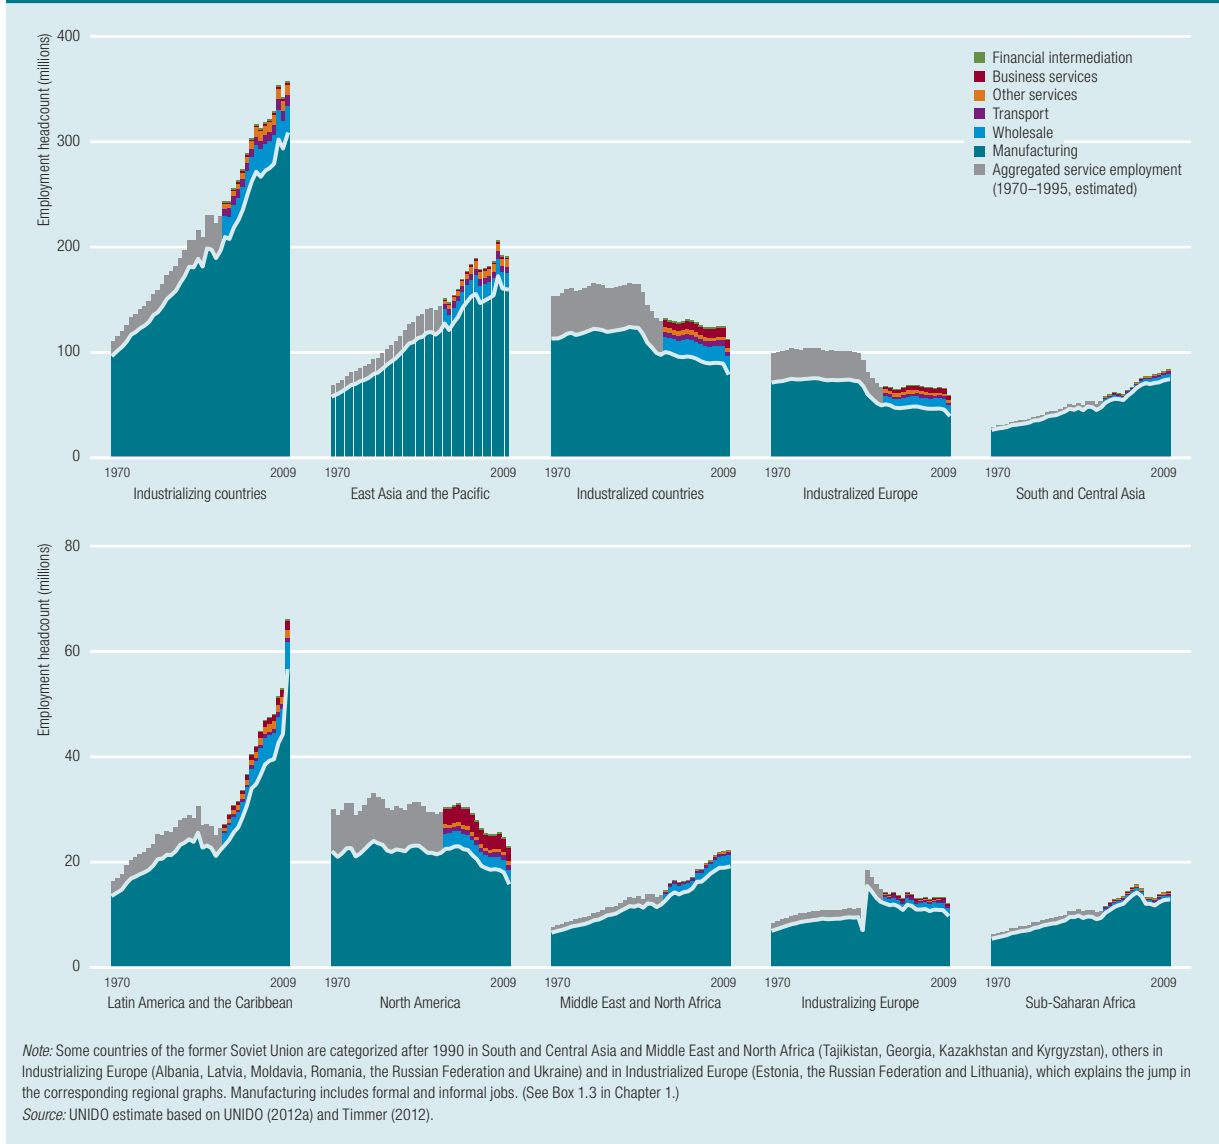 Employment headcount (millions)
400
300
200
100
0
Financial intermediation
Business services
Other services
Transport
Wholesale
Manufacturing
Aggregated service employment
(1970–1995, estimated)
1970 2009
Industrializing countries
1970 2009
East Asia and the Pacific
1970 2009
Industralized countries
1970 2009
Industralized Europe
1970 2009
South and Central Asia
Employment headcount (millions)
80
60
40
20
0
1970 2009
Latin America and the Caribbean
1970 2009
North America
1970 2009
Middle East and North Africa
1970 2009
Industralizing Europe
1970 2009
Sub-Saharan Africa
Note: Some countries of the former Soviet Union are categorized after 1990 in South and Central Asia and Middle East and North Africa (Tajikistan, Georgia, Kazakhstan and Kyrgyzstan), others in
Industrializing Europe (Albania, Latvia, Moldavia, Romania, the Russian Federation and Ukraine) and in Industrialized Europe (Estonia, the Russian Federation and Lithuania), which explains the jump in
the corresponding regional graphs. Manufacturing includes formal and informal jobs. (See Box 1.3 in Chapter 1.)
Source: UNIDO estimate based on UNIDO (2012a) and Timmer (2012).